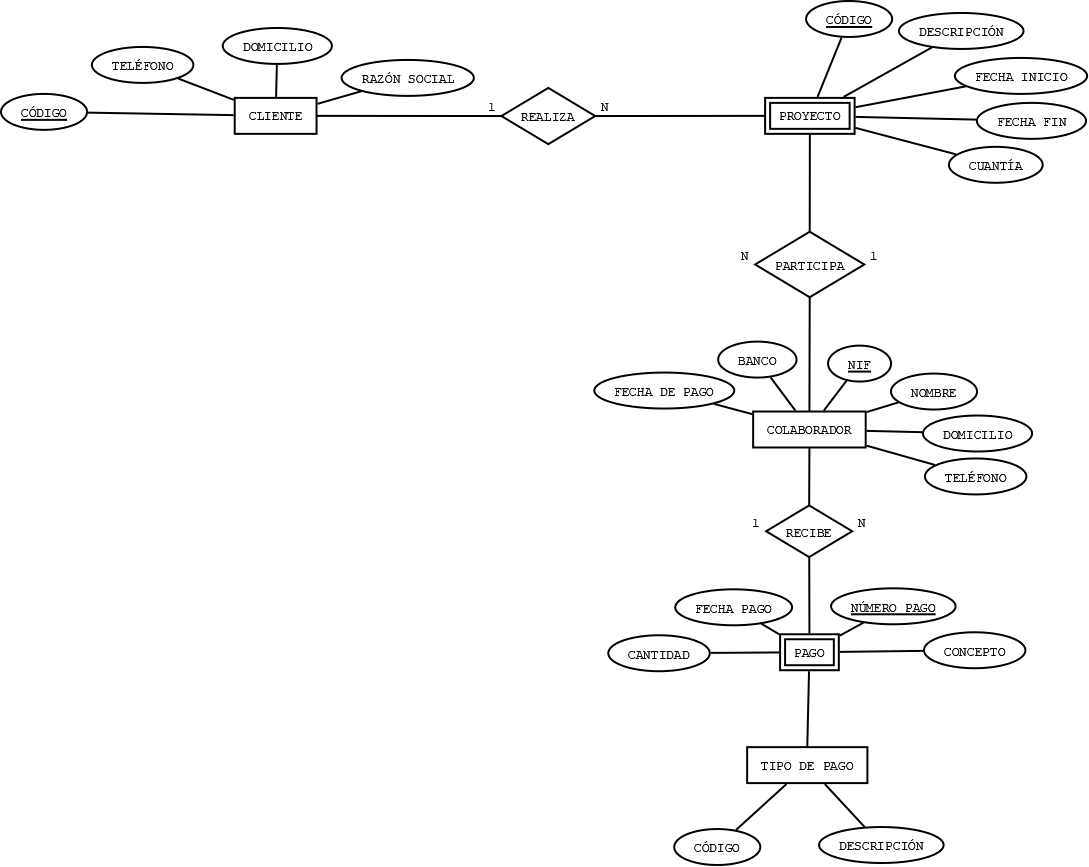 CÓDIGO
DESCRIPCIÓN
DOMICILIO
TELÉFONO
RAZÓN SOCIAL
FECHA INICIO
CÓDIGO
CLIENTE
1
REALIZA
N
PROYECTO
FECHA FIN
CUANTÍA
N
PARTICIPA
1
BANCO
NIF
FECHA DE PAGO
NOMBRE
COLABORADOR
DOMICILIO
TELÉFONO
1
RECIBE
N
FECHA PAGO
NÚMERO PAGO
CANTIDAD
PAGO
CONCEPTO
TIPO DE PAGO
CÓDIGO
DESCRIPCIÓN